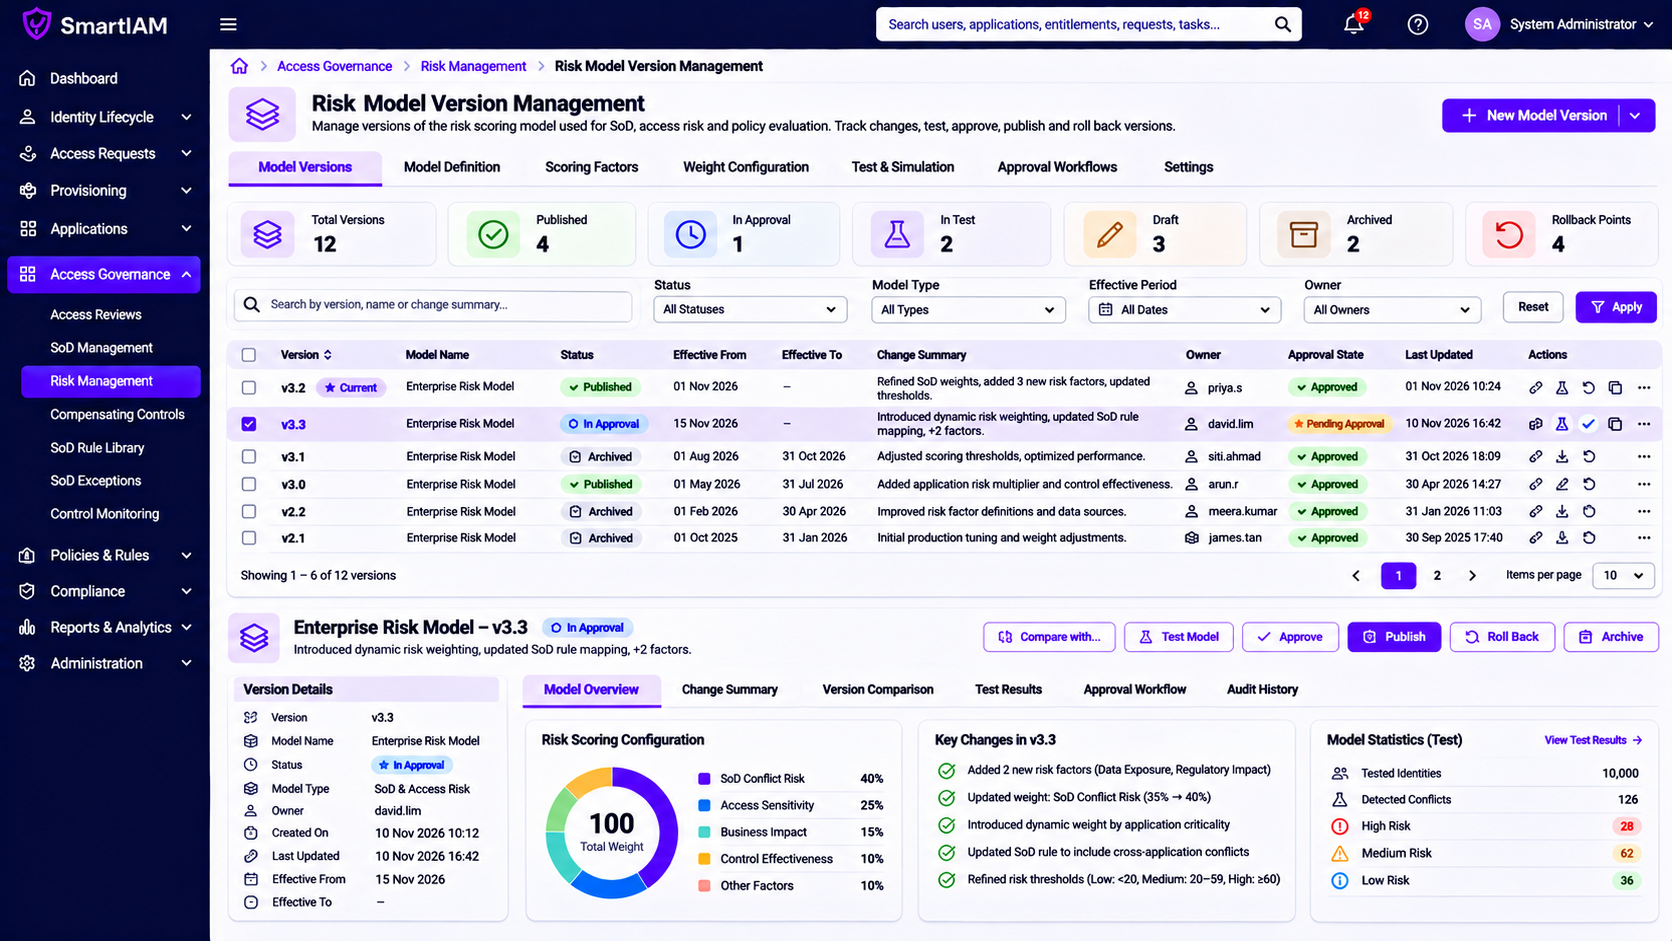 SmartIAM
Search users, applications, entitlements, requests, tasks...
12
SA
System Administrator
Dashboard
Identity Lifecycle
Access Requests
Provisioning
Applications
Access Governance
Access Reviews
SoD Management
Risk Management
Compensating Controls
SoD Rule Library
SoD Exceptions
Control Monitoring
Policies & Rules
Compliance
Reports & Analytics
Administration
Access Governance > Risk Management > Risk Model Version Management
Risk Model Version Management
Manage versions of the risk scoring model used for SoD, access risk and policy evaluation. Track changes, test, approve, publish and roll back versions.
New Model Version
Model Versions Model Definition Scoring Factors Weight Configuration Test & Simulation Approval Workflows Settings
Total Versions
12
Published
4
In Approval
1
In Test
2
Draft
3
Archived
2
Rollback Points
4
Search by version, name or change summary...
Status
All Statuses
Model Type
All Types
Effective Period
All Dates
Owner
All Owners
Reset
Apply
Version Model Name Status Effective From Effective To Change Summary Owner Approval State Last Updated Actions
v3.2 Current Enterprise Risk Model Published 01 Nov 2026 – Refined SoD weights, added 3 new risk factors, updated
thresholds. priya.s Approved 01 Nov 2026 10:24
v3.3 Enterprise Risk Model In Approval 15 Nov 2026 – Introduced dynamic risk weighting, updated SoD rule
mapping, +2 factors. david.lim Pending Approval 10 Nov 2026 16:42
v3.1 Enterprise Risk Model Archived 01 Aug 2026 31 Oct 2026 Adjusted scoring thresholds, optimized performance. siti.ahmad Approved 31 Oct 2026 18:09
v3.0 Enterprise Risk Model Published 01 May 2026 31 Jul 2026 Added application risk multiplier and control effectiveness. arun.r Approved 30 Apr 2026 14:27
v2.2 Enterprise Risk Model Archived 01 Feb 2026 30 Apr 2026 Improved risk factor definitions and data sources. meera.kumar Approved 31 Jan 2026 11:03
v2.1 Enterprise Risk Model Archived 01 Oct 2025 31 Jan 2026 Initial production tuning and weight adjustments. james.tan Approved 30 Sep 2025 17:40
Showing 1 – 6 of 12 versions
1 2 Items per page 10
Enterprise Risk Model – v3.3 In Approval
Introduced dynamic risk weighting, updated SoD rule mapping, +2 factors.
Compare with... Test Model Approve Publish Roll Back Archive
Version Details
Version v3.3
Model Name Enterprise Risk Model
Status In Approval
Model Type SoD & Access Risk
Owner david.lim
Created On 10 Nov 2026 10:12
Last Updated 10 Nov 2026 16:42
Effective From 15 Nov 2026
Effective To –
Model Overview Change Summary Version Comparison Test Results Approval Workflow Audit History
Risk Scoring Configuration
100
Total Weight
SoD Conflict Risk 40%
Access Sensitivity 25%
Business Impact 15%
Control Effectiveness 10%
Other Factors 10%
Key Changes in v3.3
Added 2 new risk factors (Data Exposure, Regulatory Impact)
Updated weight: SoD Conflict Risk (35% → 40%)
Introduced dynamic weight by application criticality
Updated SoD rule to include cross-application conflicts
Refined risk thresholds (Low: <20, Medium: 20–59, High: ≥60)
Model Statistics (Test) View Test Results →
Tested Identities 10,000
Detected Conflicts 126
High Risk 28
Medium Risk 62
Low Risk 36